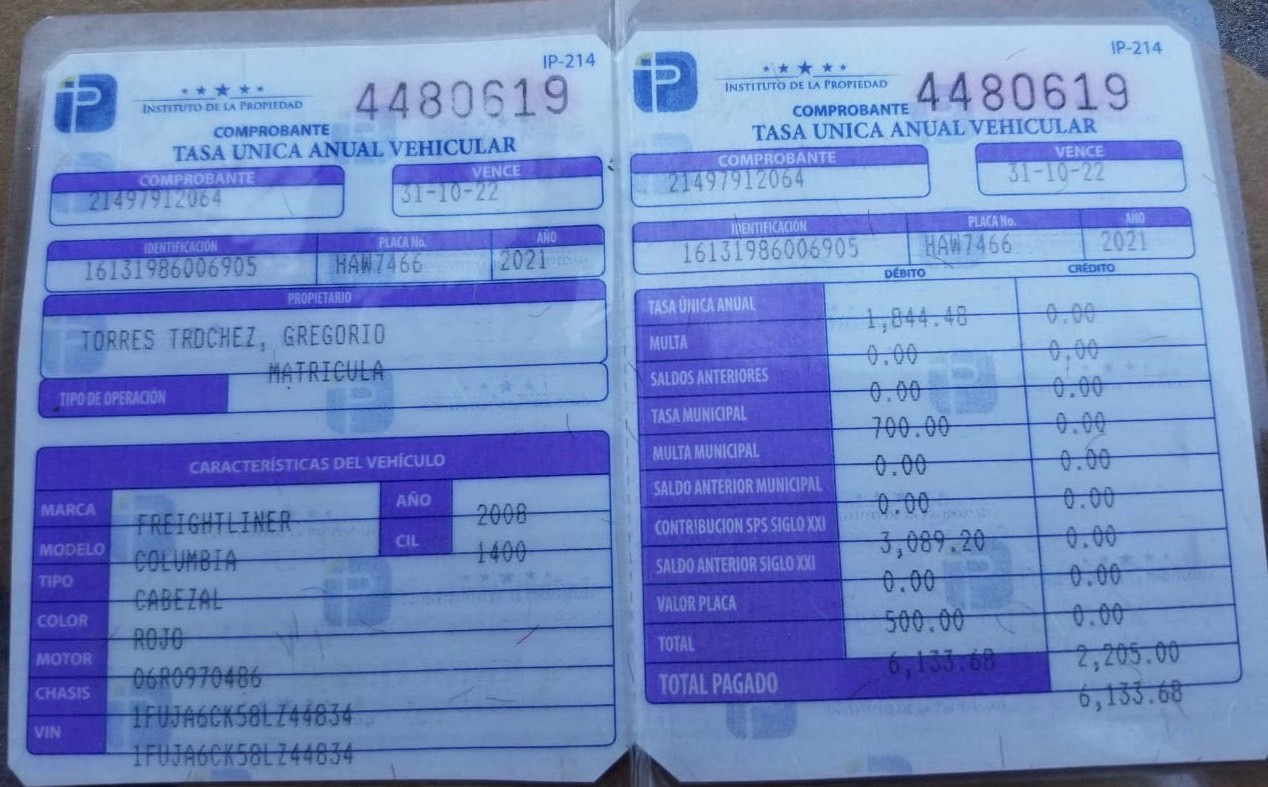 IP-214
INSTITUTO DE LA PROPIEDAD
4480619
COMPROBANTE
TASA UNICA ANUAL VEHICULAR
COMPROBANTE VENCE
21497912064 31-10-22
IDENTIFICACIÓN PLACA No. AÑO
16131986006905 HAW7466 2021
PROPIETARIO
TORRES TROCHEZ, GREGORIO
MATRICULA
TIPO DE OPERACIÓN
CARACTERÍSTICAS DEL VEHÍCULO
MARCA FREIGHTLINER AÑO 2008
MODELO COLUMBIA CIL 1400
TIPO CABEZAL
COLOR ROJO
MOTOR 06R0970486
CHASIS 1FUJA6CK58LZ44834
VIN 1FUJA6CK58LZ44834
IP-214
INSTITUTO DE LA PROPIEDAD
4480619
COMPROBANTE
TASA UNICA ANUAL VEHICULAR
COMPROBANTE VENCE
21497912064 31-10-22
IDENTIFICACIÓN PLACA No. AÑO
16131986006905 HAW7466 2021
DÉBITO CRÉDITO
TASA ÚNICA ANUAL 1,844.48 0.00
MULTA 0.00 0.00
SALDOS ANTERIORES 0.00 0.00
TASA MUNICIPAL 700.00 0.00
MULTA MUNICIPAL 0.00 0.00
SALDO ANTERIOR MUNICIPAL 0.00 0.00
CONTRIBUCION SPS SIGLO XXI 3,089.20 0.00
SALDO ANTERIOR SIGLO XXI 0.00 0.00
VALOR PLACA 500.00 0.00
TOTAL 6,133.68 2,205.00
TOTAL PAGADO 6,133.68